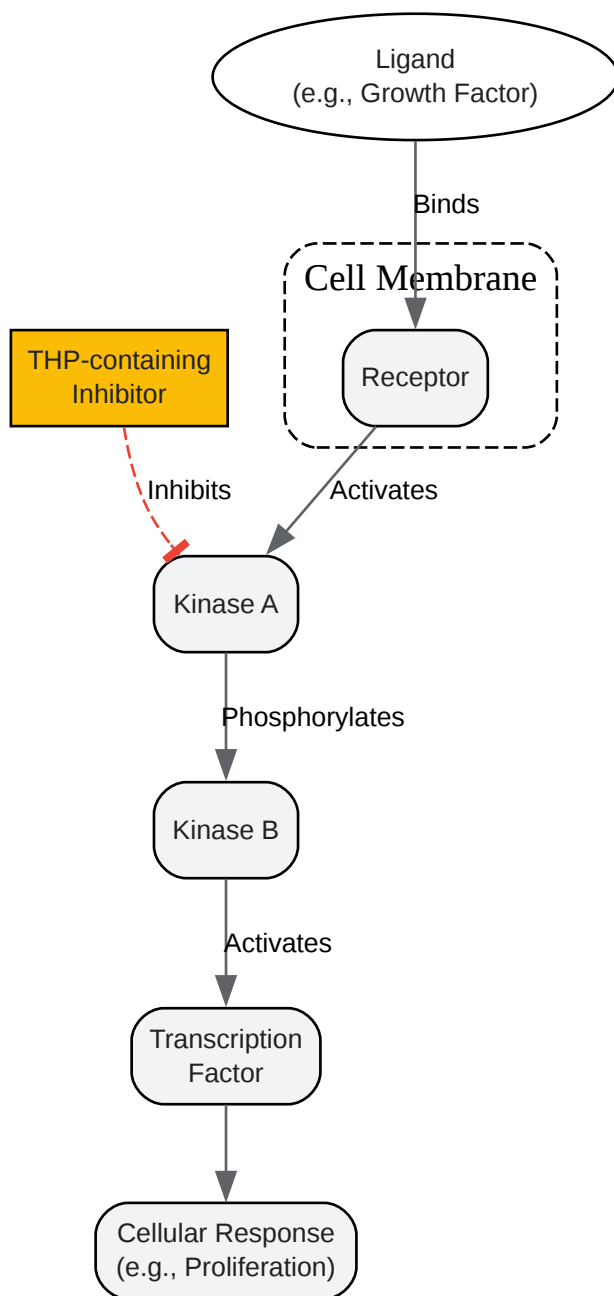 Ligand
(e.g., Growth Factor)
Binds
Cell Membrane
Receptor
THP-containing
Inhibitor
Inhibits
Activates
Kinase A
Phosphorylates
Kinase B
Activates
Transcription
Factor
Cellular Response
(e.g., Proliferation)